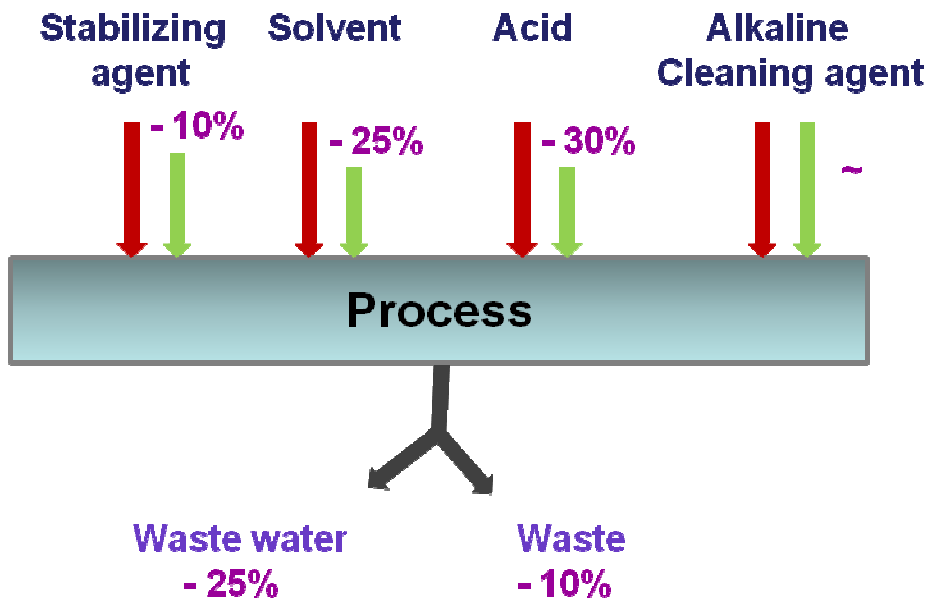 Stabilizing
agent
Solvent
Acid
Alkaline
Cleaning agent
- 10%
- 25%
- 30%
~
Process
Waste water
- 25%
Waste
- 10%